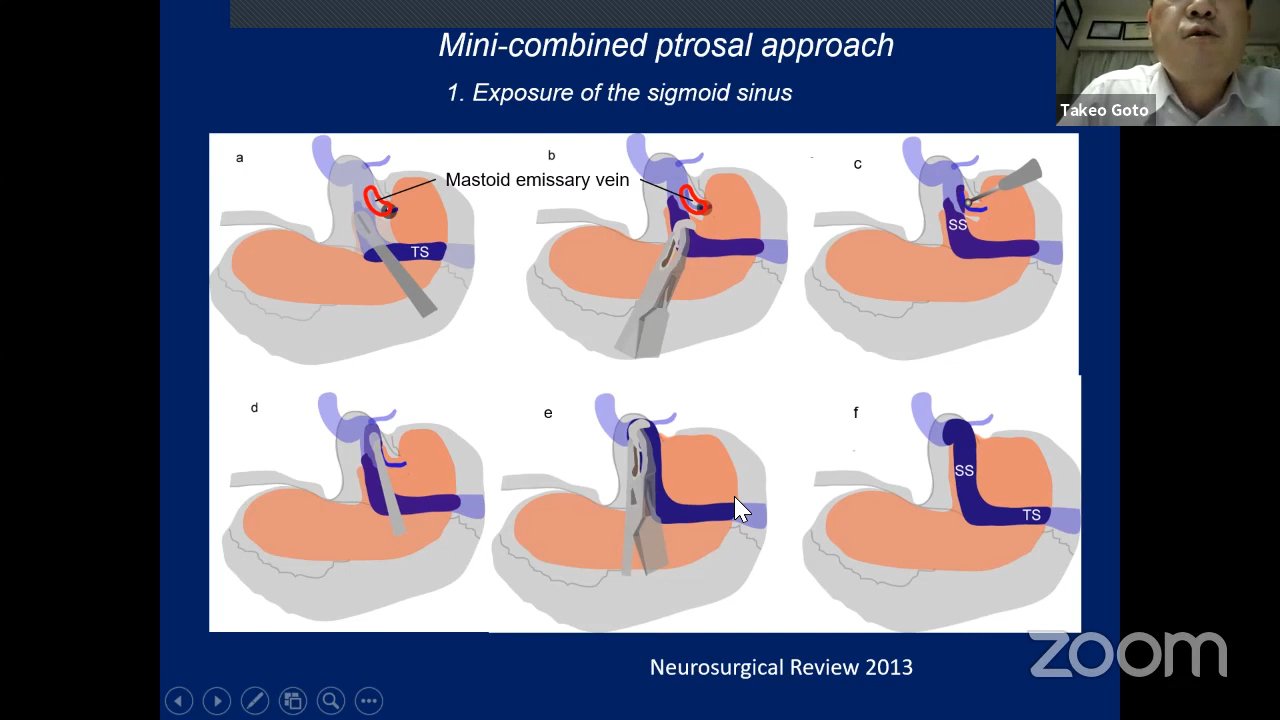 Mini-combined ptrosal approach
1. Exposure of the sigmoid sinus
Takeo Goto
a
b
c
Mastoid emissary vein
TS
SS
d
e
f
SS
TS
Neurosurgical Review 2013
zoom